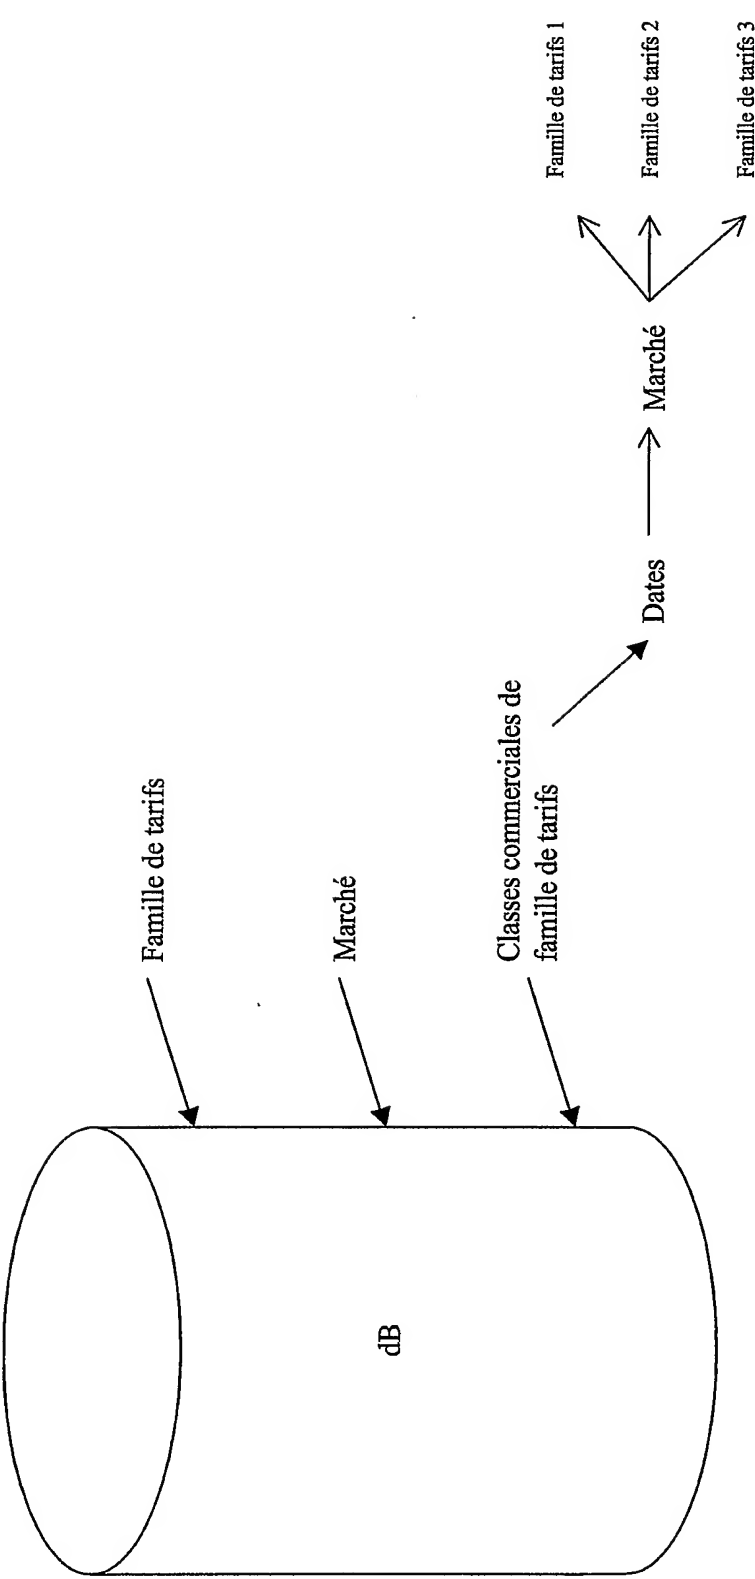 dB
Famille de tarifs
Marché
Classes commerciales de
famille de tarifs
Dates
Marché
Famille de tarifs 1
Famille de tarifs 2
Famille de tarifs 3